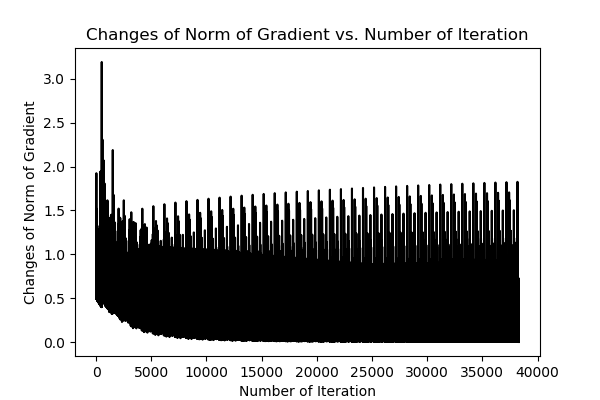 Changes of Norm of Gradient vs. Number of Iteration
Changes of Norm of Gradient
3.0
2.5
2.0
1.5
1.0
0.5
0.0
0 5000 10000 15000 20000 25000 30000 35000 40000
Number of Iteration